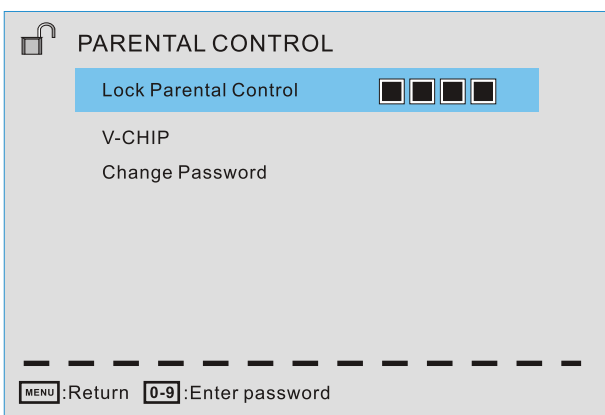 PARENTAL CONTROL
Lock Parental Control
V-CHIP
Change Password
MENU:Return 0-9:Enter password